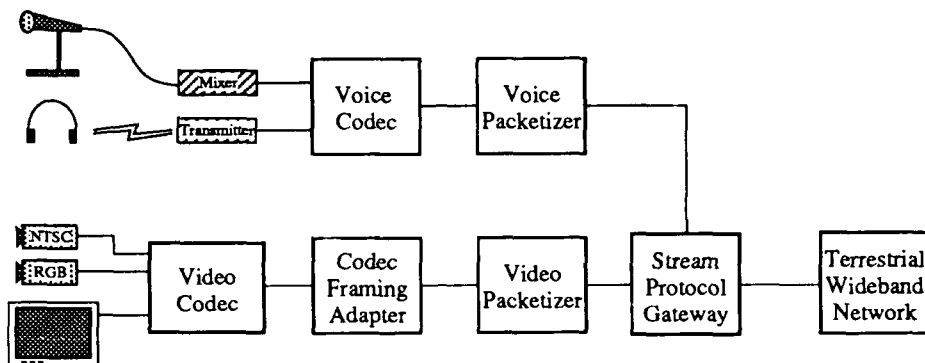 Mixer
Transmitter
Voice
Codec
Voice
Packetizer
NTSC
RGB
Video
Codec
Codec
Framing
Adapter
Video
Packetizer
Stream
Protocol
Gateway
Terrestrial
Wideband
Network